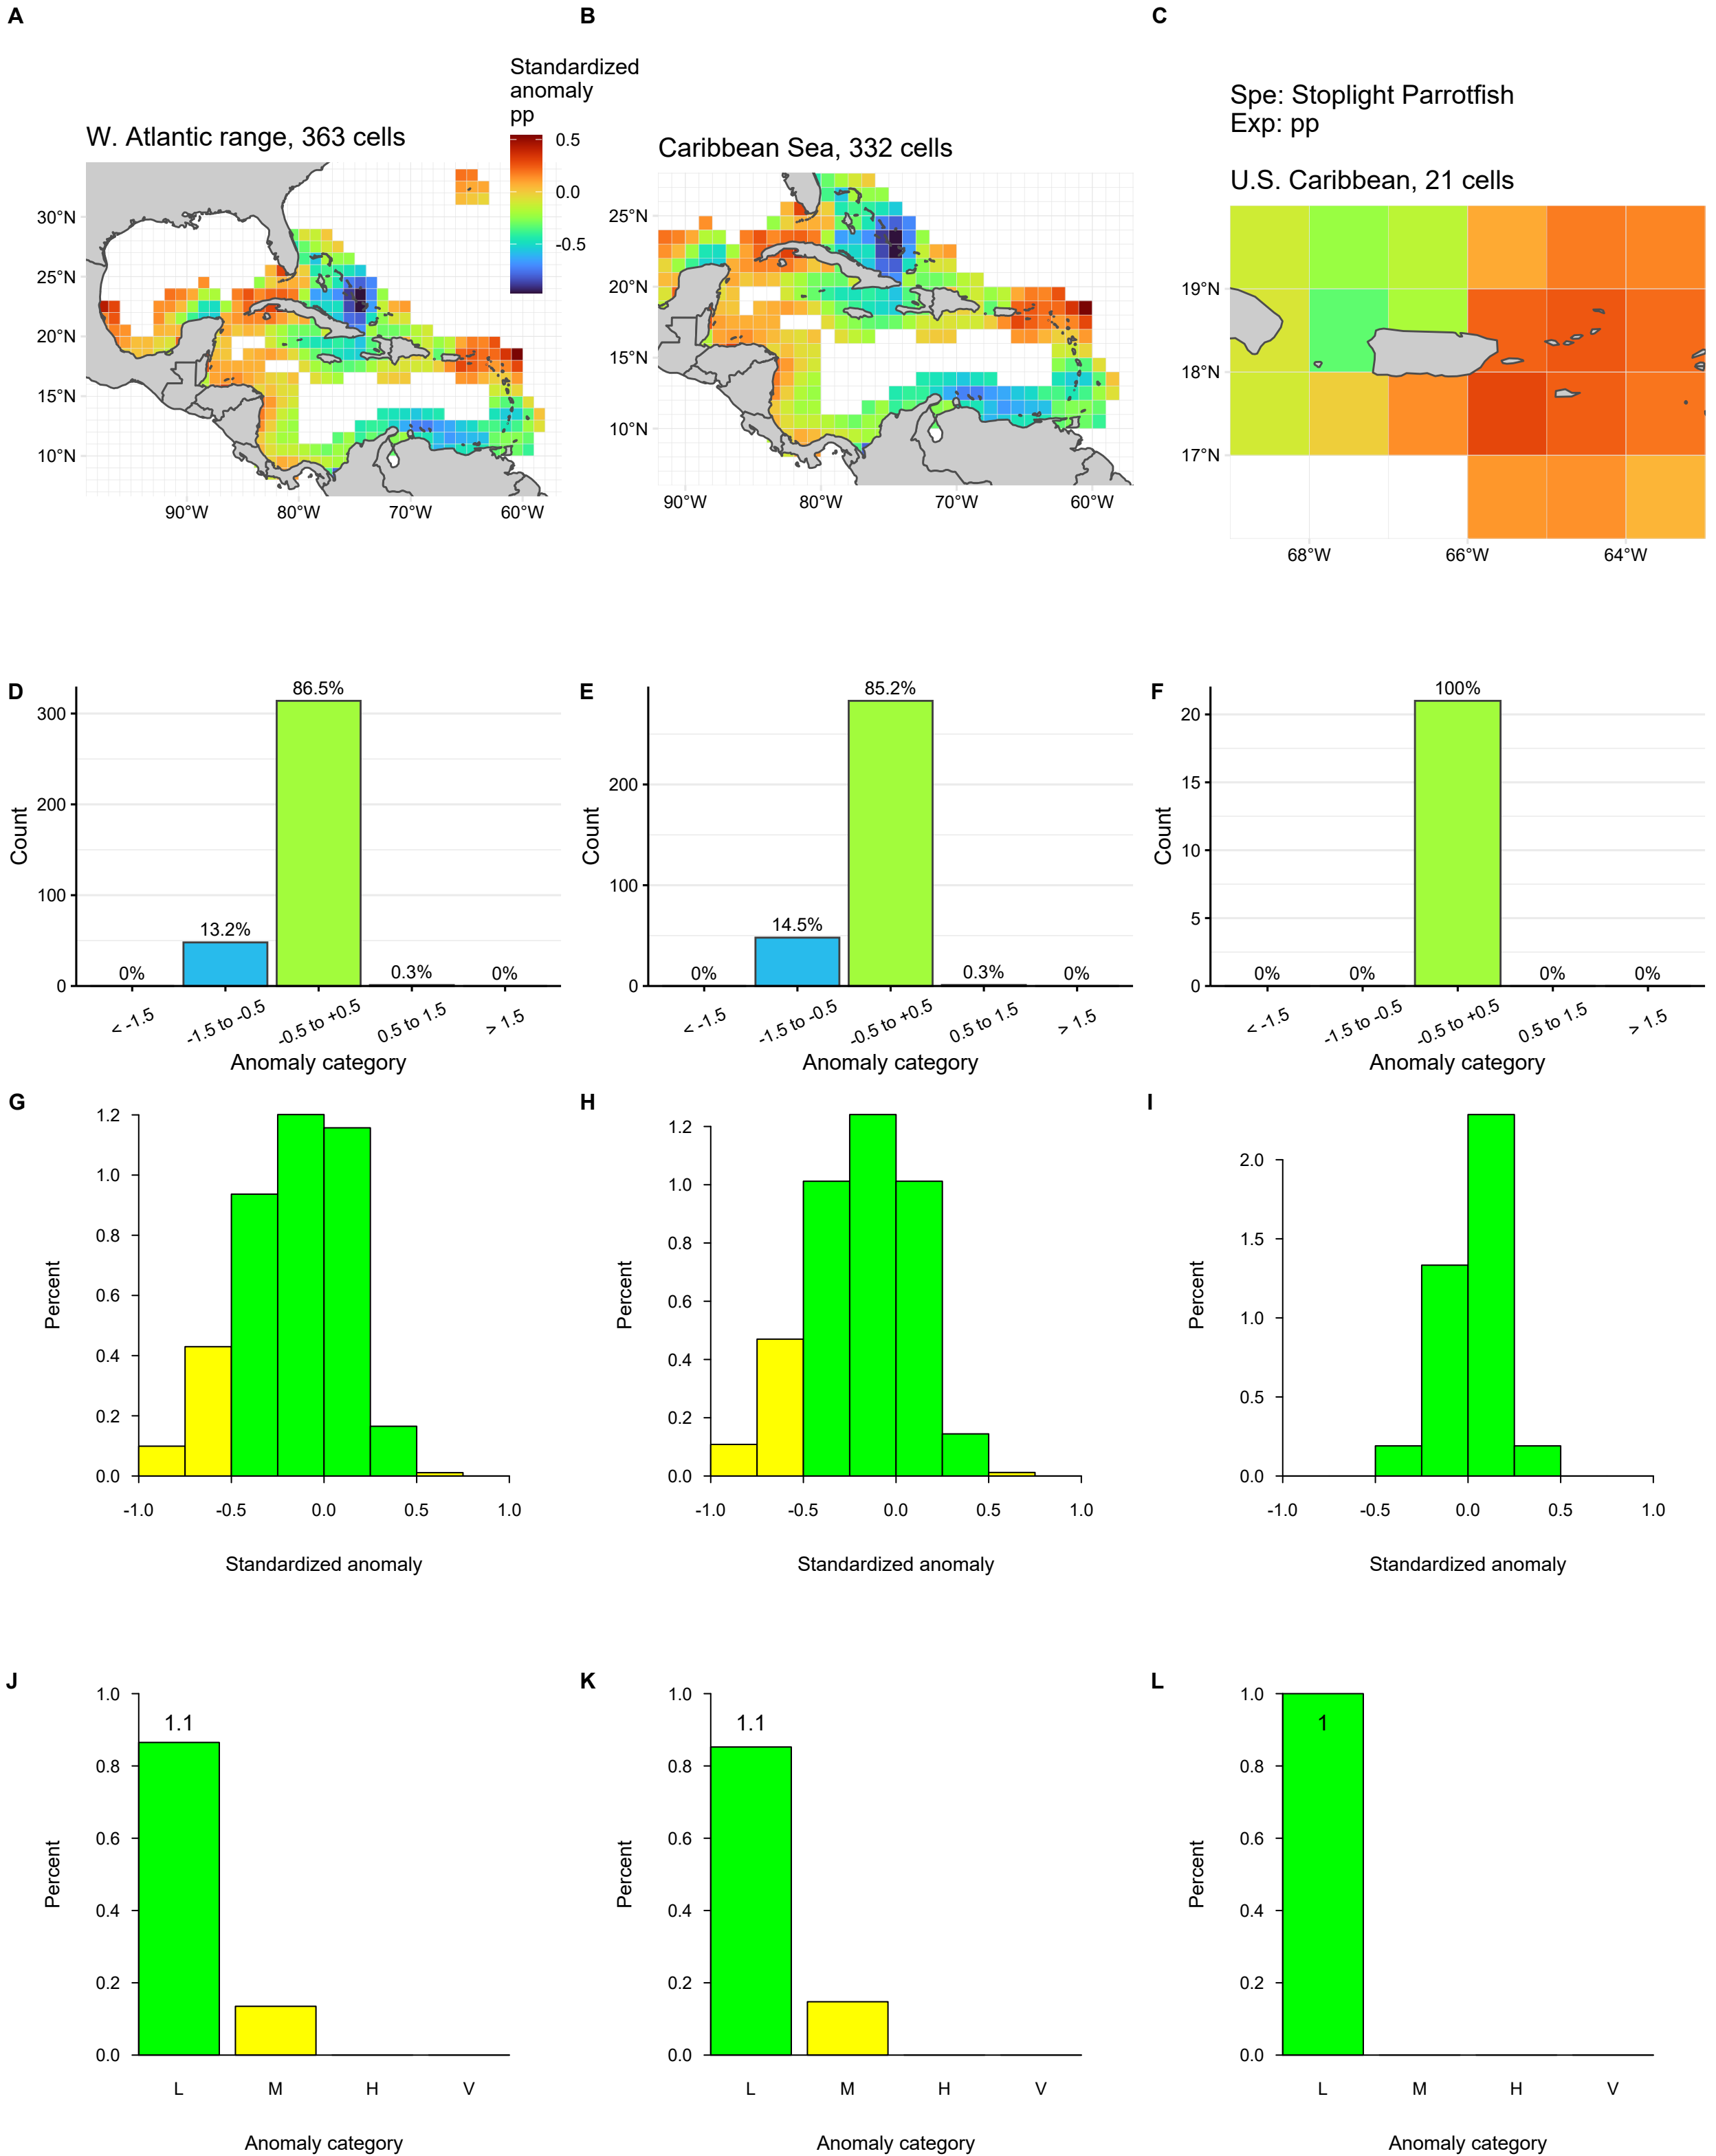 A
B
C
Standardized
anomaly
pp
0.5
0.0
-0.5
W. Atlantic range, 363 cells
30°N
25°N
20°N
15°N
10°N
90°W 80°W 70°W 60°W
Caribbean Sea, 332 cells
25°N
20°N
15°N
10°N
90°W 80°W 70°W 60°W
Spe: Stoplight Parrotfish
Exp: pp
U.S. Caribbean, 21 cells
19°N
18°N
17°N
68°W 66°W 64°W
D
Count
300
200
100
0
0% 13.2% 86.5% 0.3% 0%
< -1.5 -1.5 to -0.5 -0.5 to +0.5 0.5 to 1.5 > 1.5
Anomaly category
E
Count
200
100
0
0% 14.5% 85.2% 0.3% 0%
< -1.5 -1.5 to -0.5 -0.5 to +0.5 0.5 to 1.5 > 1.5
Anomaly category
F
Count
20
15
10
5
0
0% 0% 100% 0% 0%
< -1.5 -1.5 to -0.5 -0.5 to +0.5 0.5 to 1.5 > 1.5
Anomaly category
G
Percent
1.2
1.0
0.8
0.6
0.4
0.2
0.0
-1.0 -0.5 0.0 0.5 1.0
Standardized anomaly
H
Percent
1.2
1.0
0.8
0.6
0.4
0.2
0.0
-1.0 -0.5 0.0 0.5 1.0
Standardized anomaly
I
Percent
2.0
1.5
1.0
0.5
0.0
-1.0 -0.5 0.0 0.5 1.0
Standardized anomaly
J
Percent
1.0
0.8
0.6
0.4
0.2
0.0
1.1
L M H V
Anomaly category
K
Percent
1.0
0.8
0.6
0.4
0.2
0.0
1.1
L M H V
Anomaly category
L
Percent
1.0
0.8
0.6
0.4
0.2
0.0
1
L M H V
Anomaly category